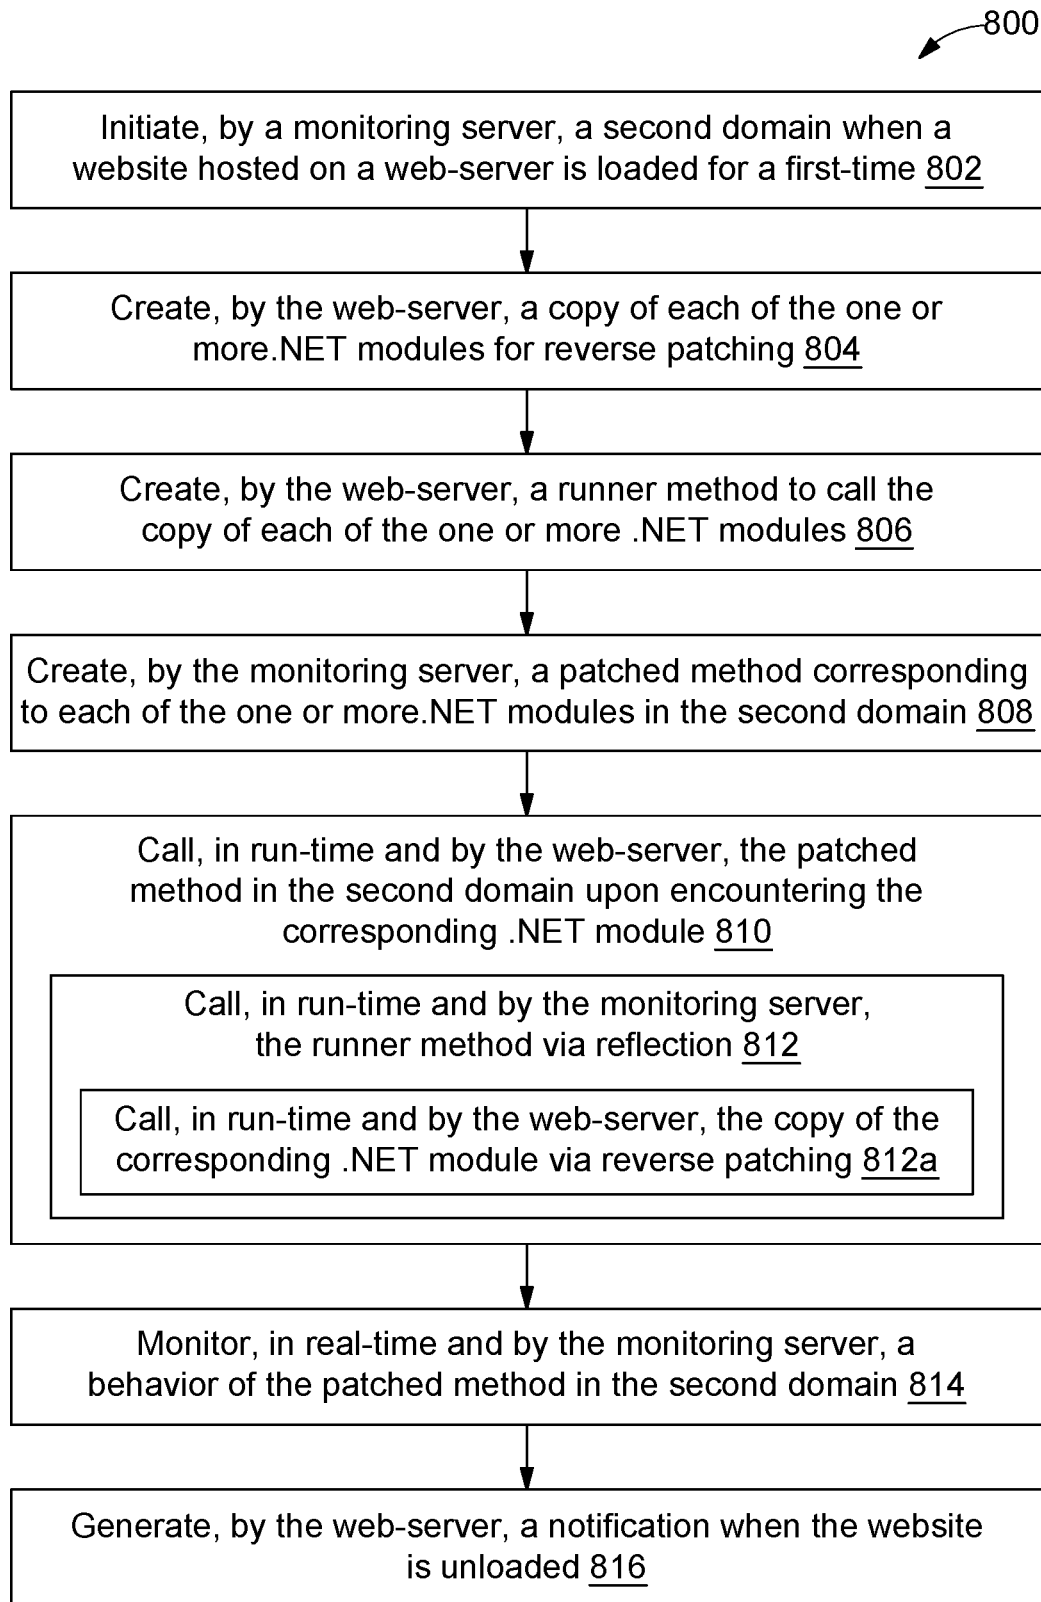 800
Initiate, by a monitoring server, a second domain when a
website hosted on a web-server is loaded for a first-time 802
Create, by the web-server, a copy of each of the one or
more.NET modules for reverse patching 804
Create, by the web-server, a runner method to call the
copy of each of the one or more .NET modules 806
Create, by the monitoring server, a patched method corresponding
to each of the one or more.NET modules in the second domain 808
Call, in run-time and by the web-server, the patched
method in the second domain upon encountering the
corresponding .NET module 810
Call, in run-time and by the monitoring server,
the runner method via reflection 812
Call, in run-time and by the web-server, the copy of the
corresponding .NET module via reverse patching 812a
Monitor, in real-time and by the monitoring server, a
behavior of the patched method in the second domain 814
Generate, by the web-server, a notification when the website
is unloaded 816